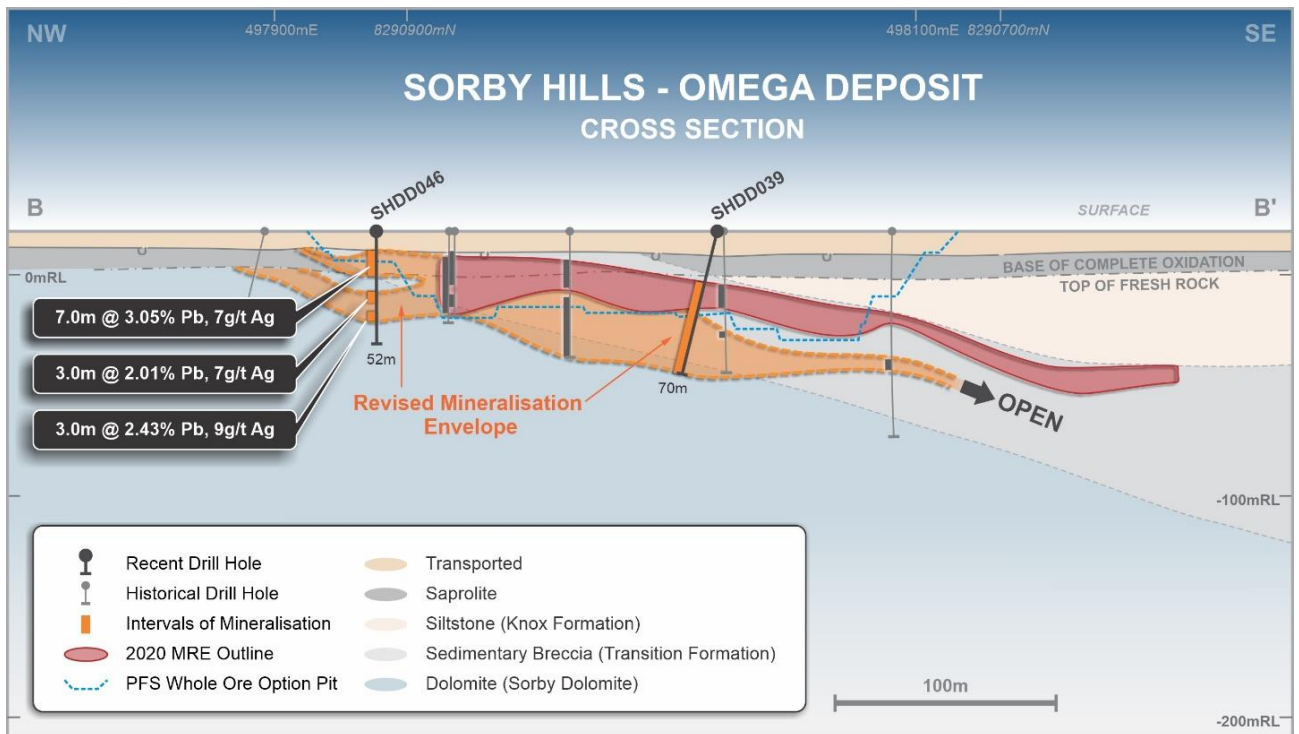 NW
497900mE
8290900mN
498100mE
8290700mN
SE
SORBY HILLS - OMEGA DEPOSIT
CROSS SECTION
B
SHDD046
SHDD039
SURFACE
B'
0mRL
BASE OF COMPLETE OXIDATION
TOP OF FRESH ROCK
7.0m @ 3.05% Pb, 7g/t Ag
52m
3.0m @ 2.01% Pb, 7g/t Ag
70m
Revised Mineralisation
Envelope
OPEN
3.0m @ 2.43% Pb, 9g/t Ag
-100mRL
Recent Drill Hole
Historical Drill Hole
Intervals of Mineralisation
2020 MRE Outline
PFS Whole Ore Option Pit
Transported
Saprolite
Siltstone (Knox Formation)
Sedimentary Breccia (Transition Formation)
Dolomite (Sorby Dolomite)
100m
-200mRL